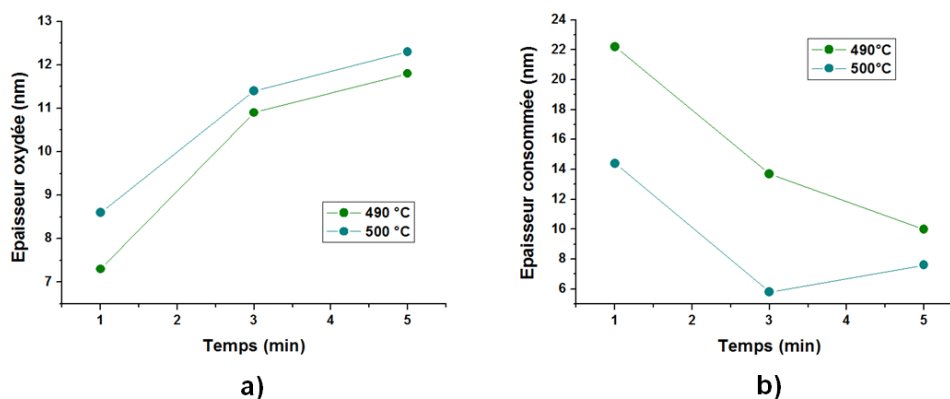 13
12
11
10
9
8
7
Epaisseur oxydée (nm)
490 °C
500 °C
1 2 3 4 5
Temps (min)
a)
24
22
20
18
16
14
12
10
8
6
Epaisseur consommée (nm)
490°C
500°C
1 2 3 4 5
Temps (min)
b)